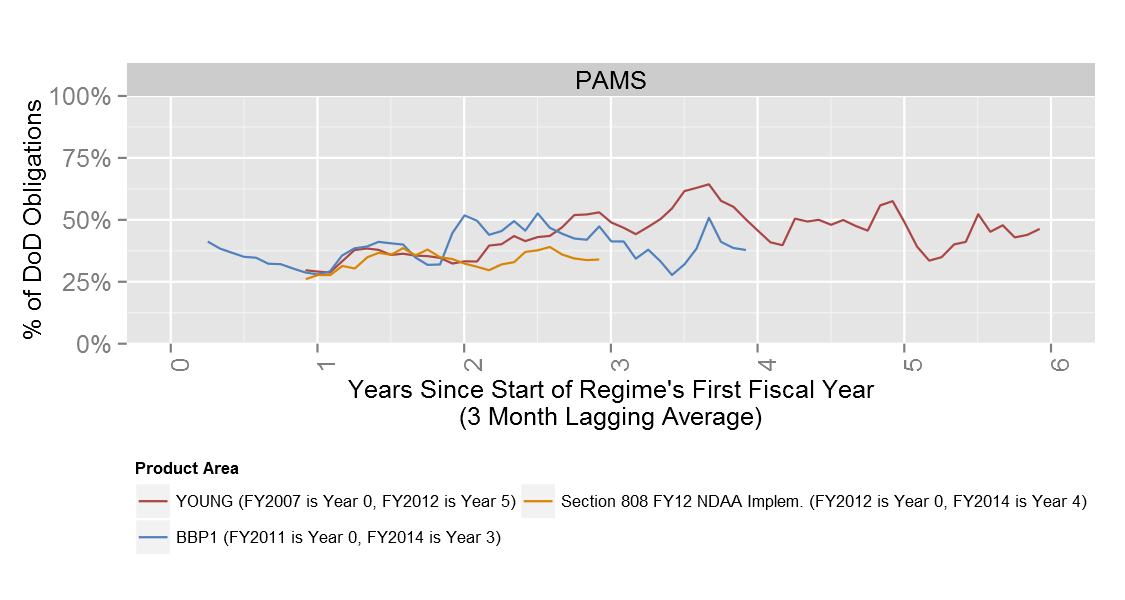 PAMS
% of DoD Obligations
100%
75%
50%
25%
0%
0
1
2
3
4
5
6
Years Since Start of Regime's First Fiscal Year
(3 Month Lagging Average)
Product Area
YOUNG (FY2007 is Year 0, FY2012 is Year 5)
Section 808 FY12 NDAA Implem. (FY2012 is Year 0, FY2014 is Year 4)
BBP1 (FY2011 is Year 0, FY2014 is Year 3)